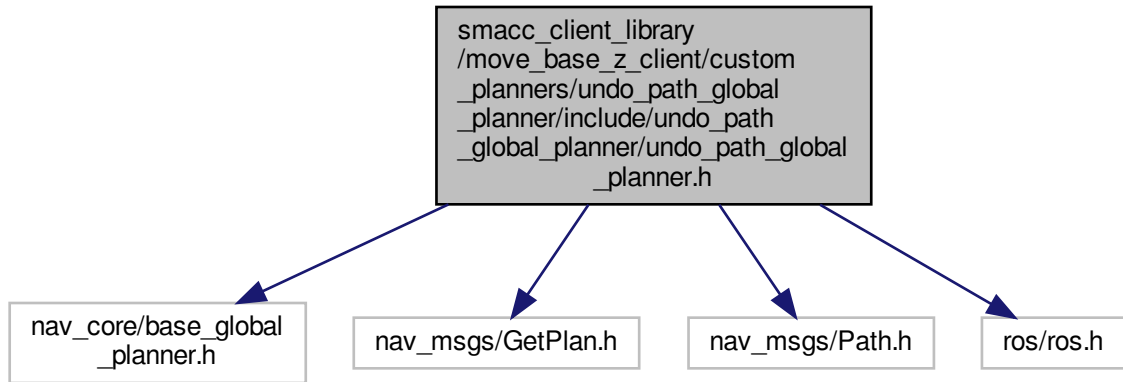 smacc_client_library
/move_base_z_client/custom
_planners/undo_path_global
_planner/include/undo_path
_global_planner/undo_path_global
_planner.h
nav_core/base_global
_planner.h
nav_msgs/GetPlan.h
nav_msgs/Path.h
ros/ros.h